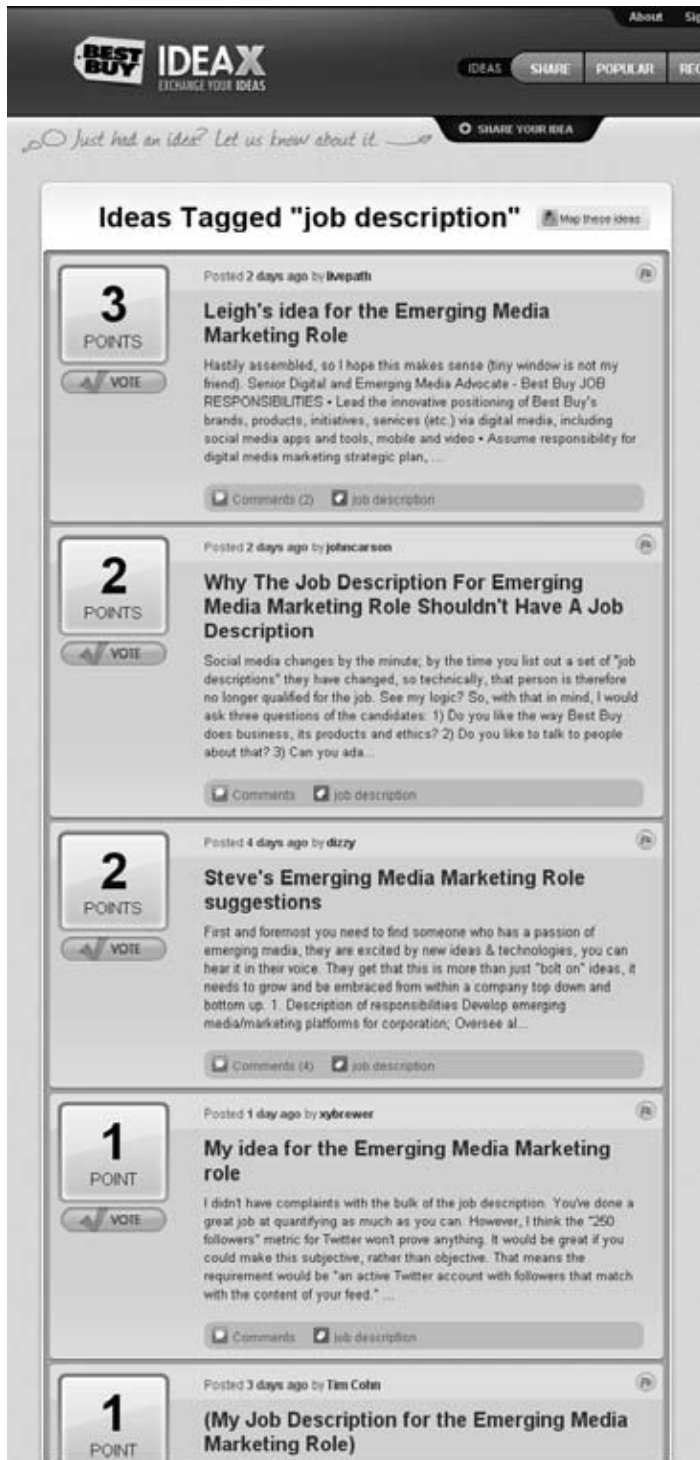 About Sig
BEST BUY IDEAX
EXCHANGE YOUR IDEAS
IDEAS SHARE POPULAR REC
Just had an idea? Let us know about it.
SHARE YOUR IDEA
Ideas Tagged "job description"
Map these ideas
3
POINTS
VOTE
Posted 2 days ago by livepath
Leigh's idea for the Emerging Media
Marketing Role
Hastily assembled, so I hope this makes sense (tiny window is not my
friend). Senior Digital and Emerging Media Advocate - Best Buy JOB
RESPONSIBILITIES • Lead the innovative positioning of Best Buy's
brands, products, initiatives, services (etc.) via digital media, including
social media apps and tools, mobile and video • Assume responsibility for
digital media marketing strategic plan, ...
Comments (2) job description
2
POINTS
VOTE
Posted 2 days ago by johncarson
Why The Job Description For Emerging
Media Marketing Role Shouldn't Have A Job
Description
Social media changes by the minute; by the time you list out a set of "job
descriptions" they have changed, so technically, that person is therefore
no longer qualified for the job. See my logic? So, with that in mind, I would
ask three questions of the candidates: 1) Do you like the way Best Buy
does business, its products and ethics? 2) Do you like to talk to people
about that? 3) Can you ada...
Comments job description
2
POINTS
VOTE
Posted 4 days ago by dizzy
Steve's Emerging Media Marketing Role
suggestions
First and foremost you need to find someone who has a passion of
emerging media, they are excited by new ideas & technologies, you can
hear it in their voice. They get that this is more than just "bolt on" ideas, it
needs to grow and be embraced from within a company top down and
bottom up. 1. Description of responsibilities Develop emerging
media/marketing platforms for corporation; Oversee al...
Comments (4) job description
1
POINT
VOTE
Posted 1 day ago by xybrewer
My idea for the Emerging Media Marketing
role
I didn't have complaints with the bulk of the job description. You've done a
great job at quantifying as much as you can. However, I think the "250
followers" metric for Twitter won't prove anything. It would be great if you
could make this subjective, rather than objective. That means the
requirement would be "an active Twitter account with followers that match
with the content of your feed." ...
Comments job description
1
POINT
Posted 3 days ago by Tim Cohn
(My Job Description for the Emerging Media
Marketing Role)